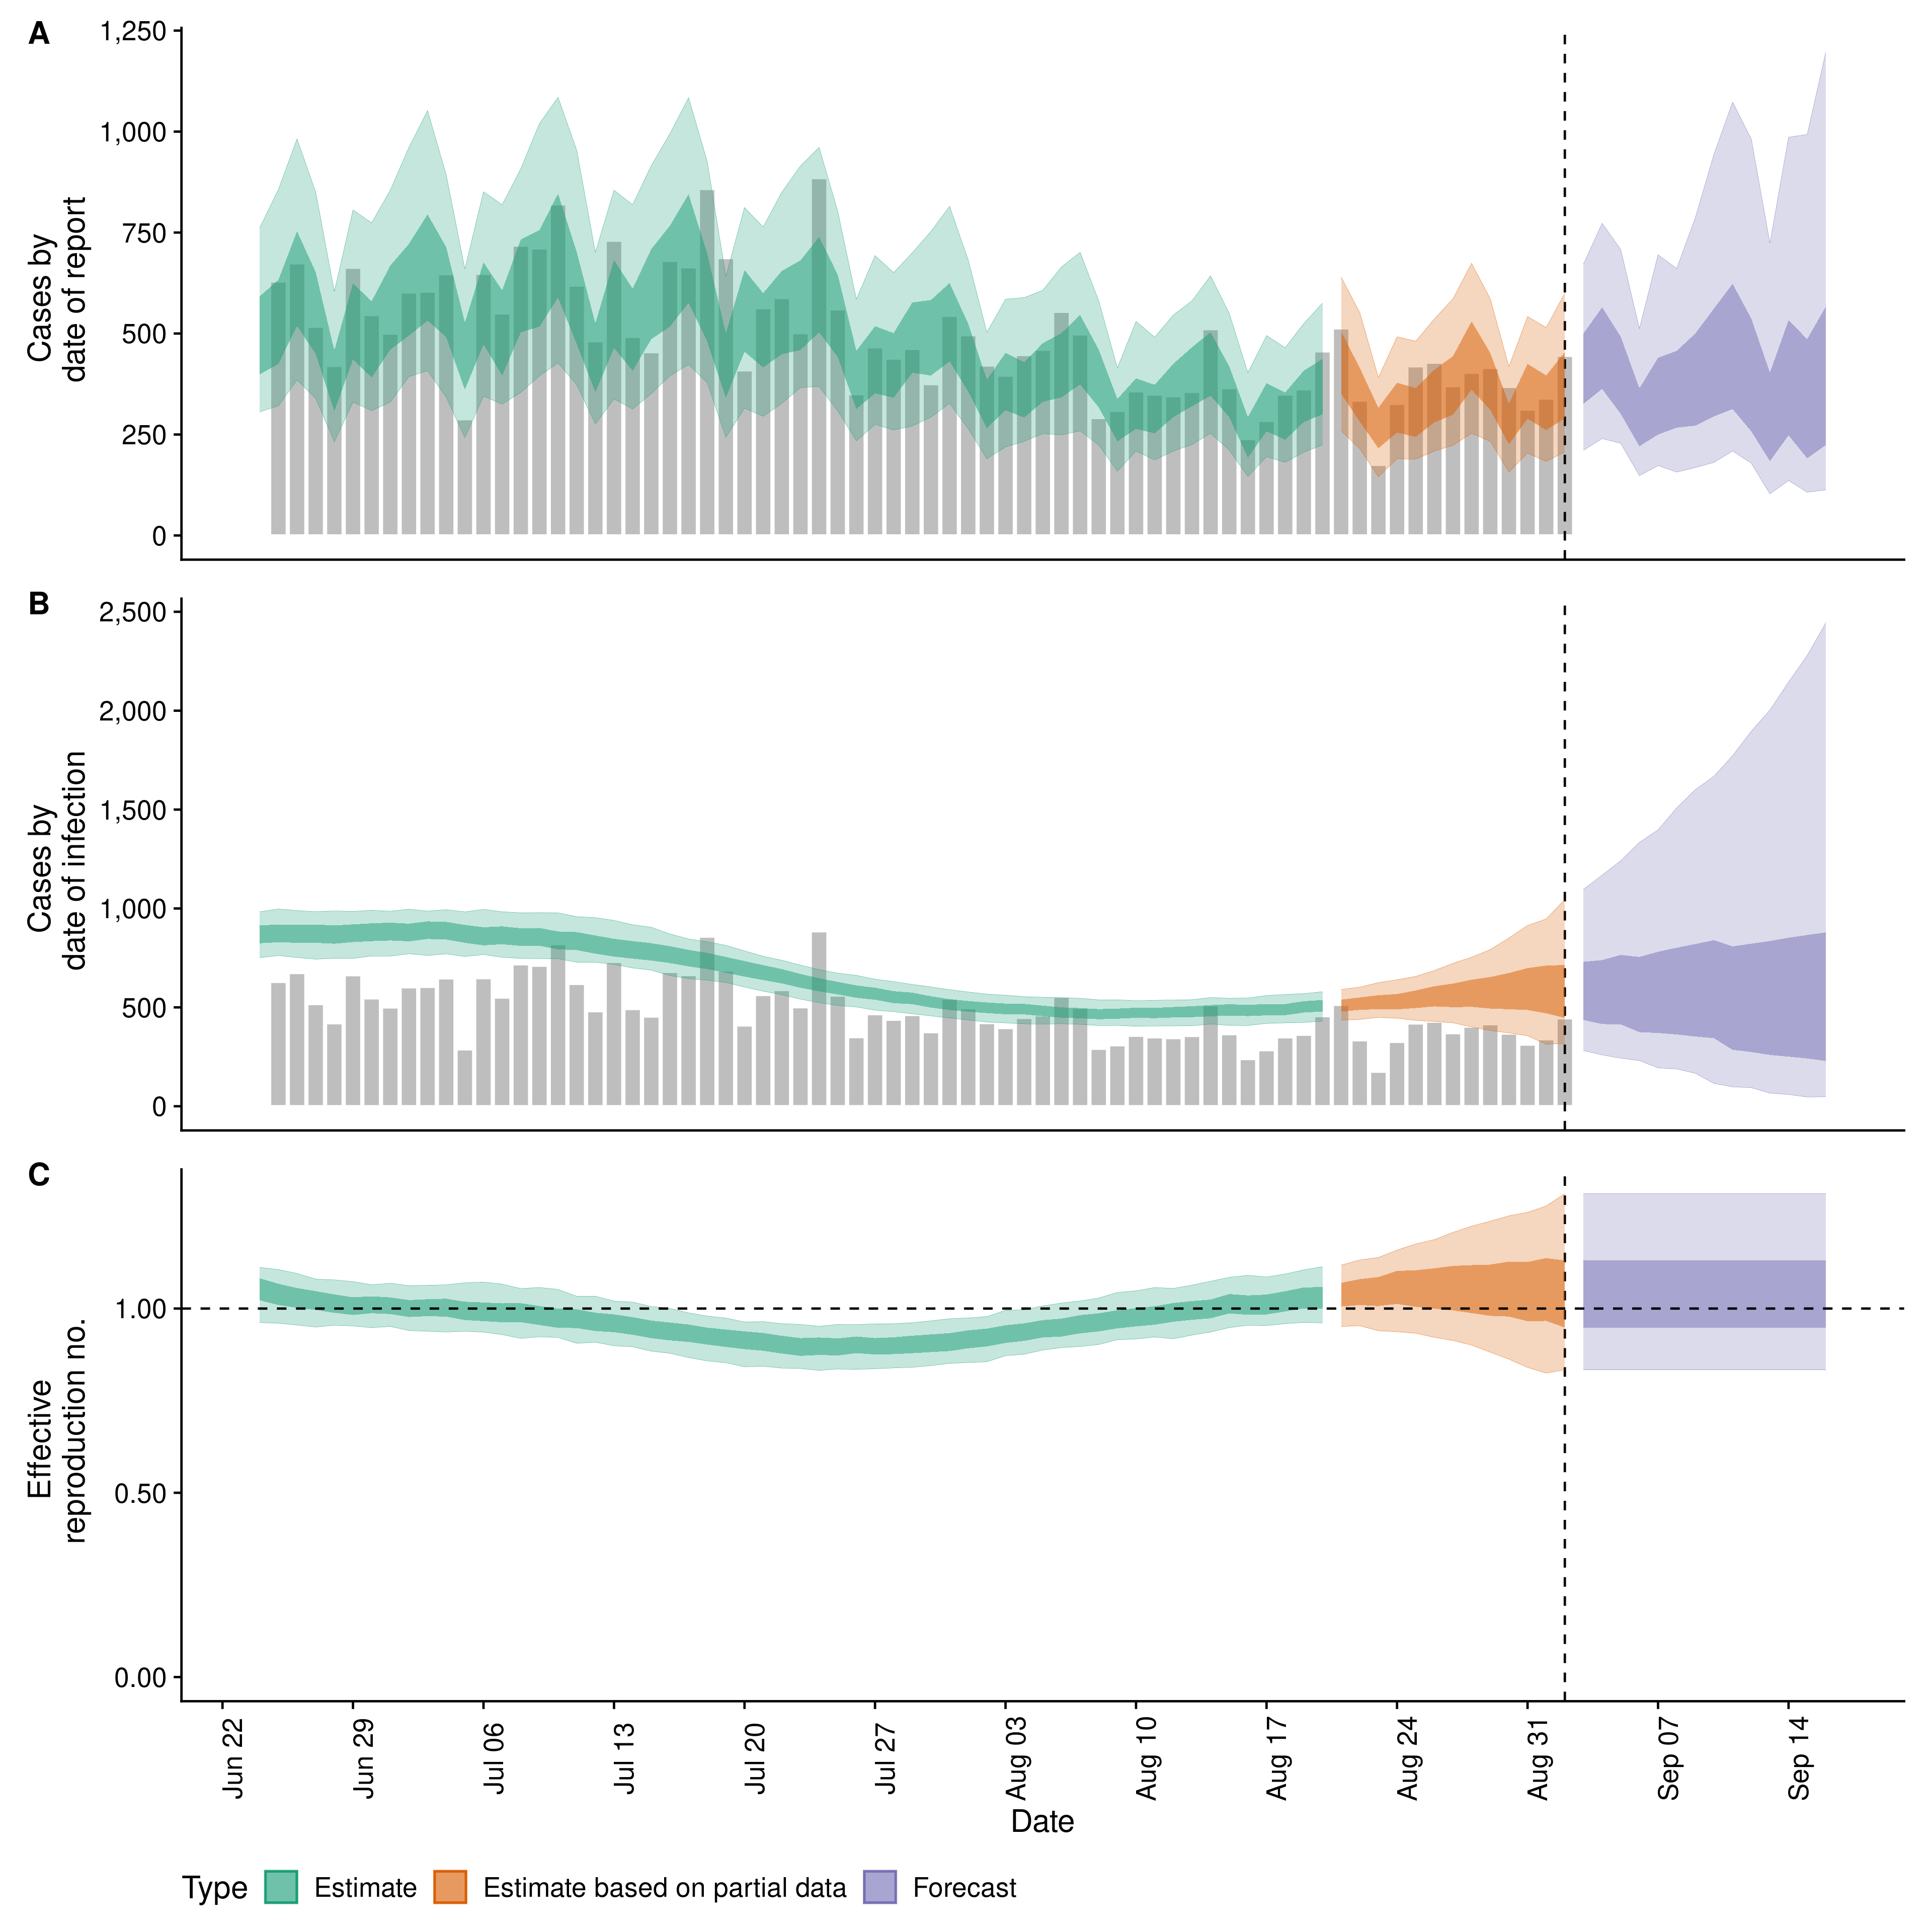 A
Cases by
date of report
1,250
1,000
750
500
250
0
B
Cases by
date of infection
2,500
2,000
1,500
1,000
500
0
C
Effective
reproduction no.
1.00
0.50
0.00
Jun 22
Jun 29
Jul 06
Jul 13
Jul 20
Jul 27
Aug 03
Aug 10
Aug 17
Aug 24
Aug 31
Sep 07
Sep 14
Date
Type Estimate Estimate based on partial data Forecast